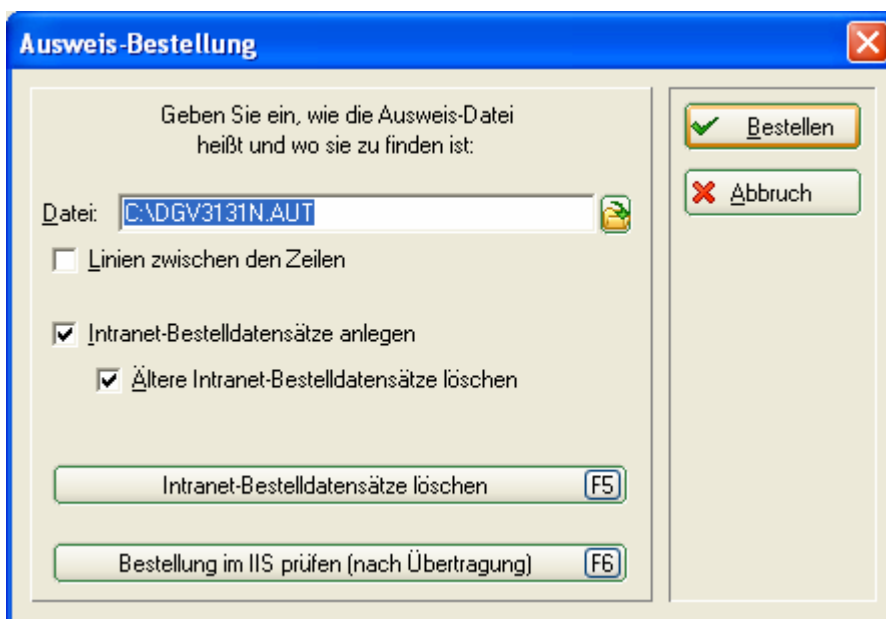 Ausweis-Bestellung
Geben Sie ein, wie die Ausweis-Datei
heißt und wo sie zu finden ist:
Datei: C:\DGV3131N.AUT
Linien zwischen den Zeilen
Intranet-Bestelldatensätze anlegen
Ältere Intranet-Bestelldatensätze löschen
Intranet-Bestelldatensätze löschen F5
Bestellung im IIS prüfen (nach Übertragung) F6
Bestellen
Abbruch